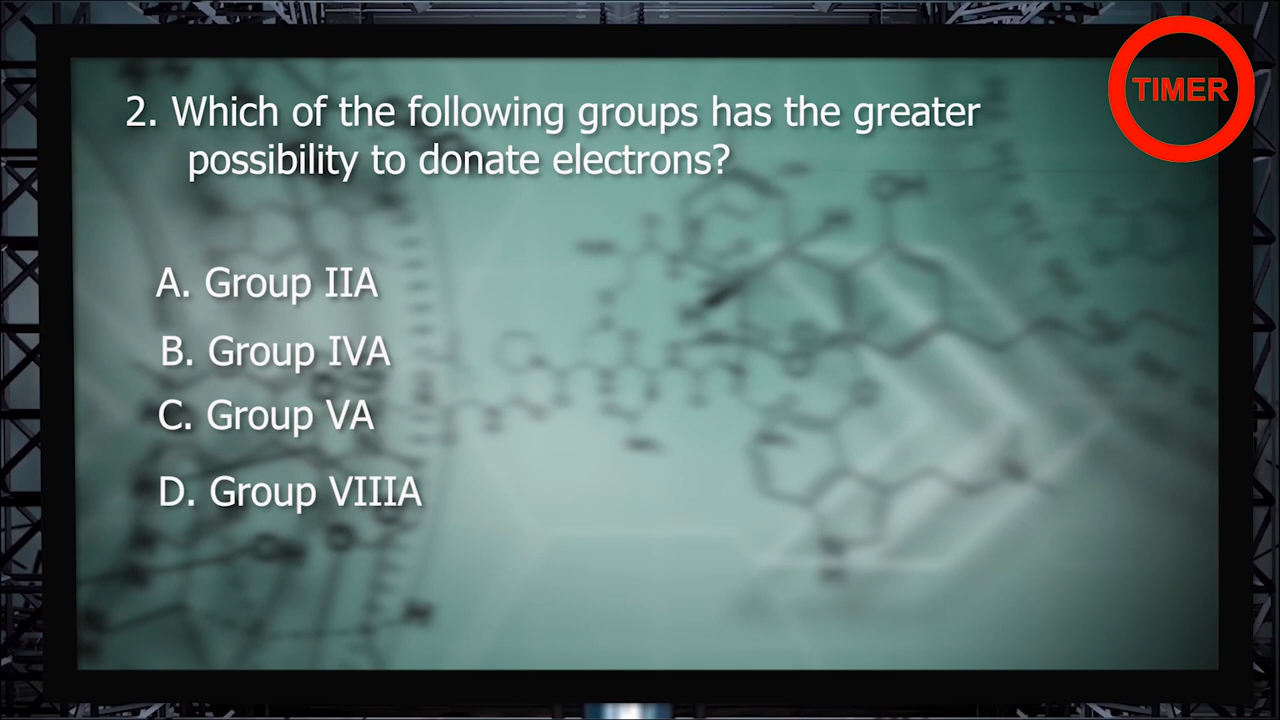 TIMER
2. Which of the following groups has the greater
possibility to donate electrons?
A. Group IIA
B. Group IVA
C. Group VA
D. Group VIIIA